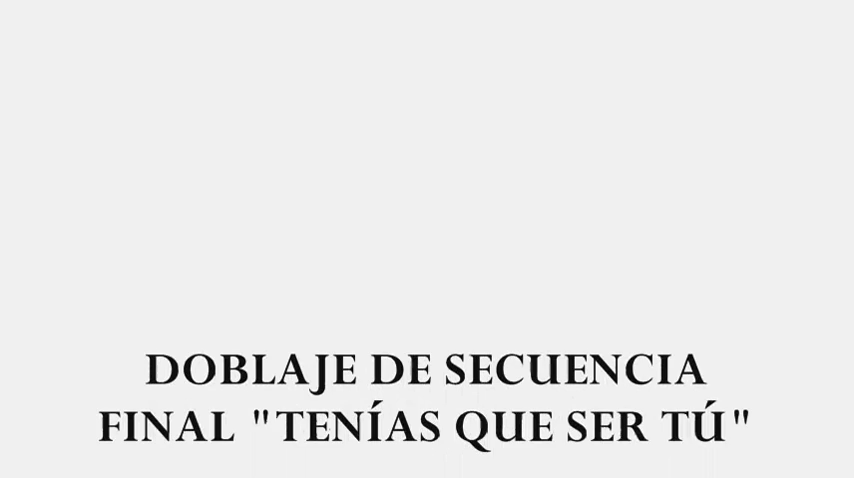 DOBLAJE DE SECUENCIA
FINAL "TENÍAS QUE SER TÚ"